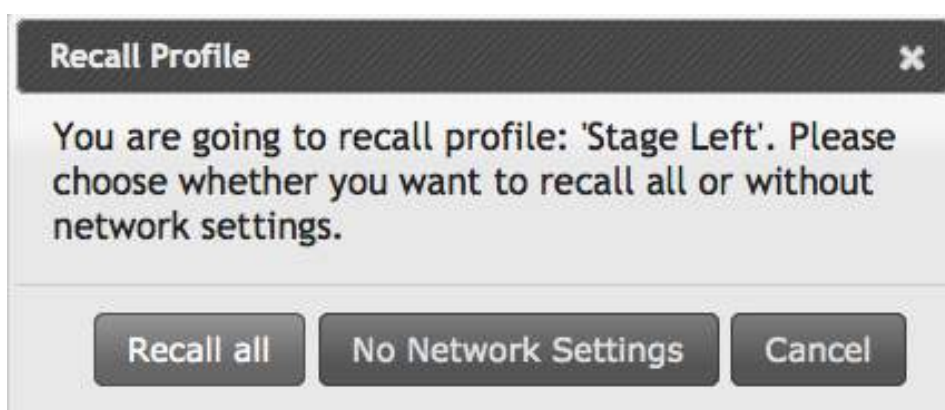 Recall Profile
You are going to recall profile: 'Stage Left'. Please
choose whether you want to recall all or without
network settings.
Recall all No Network Settings Cancel